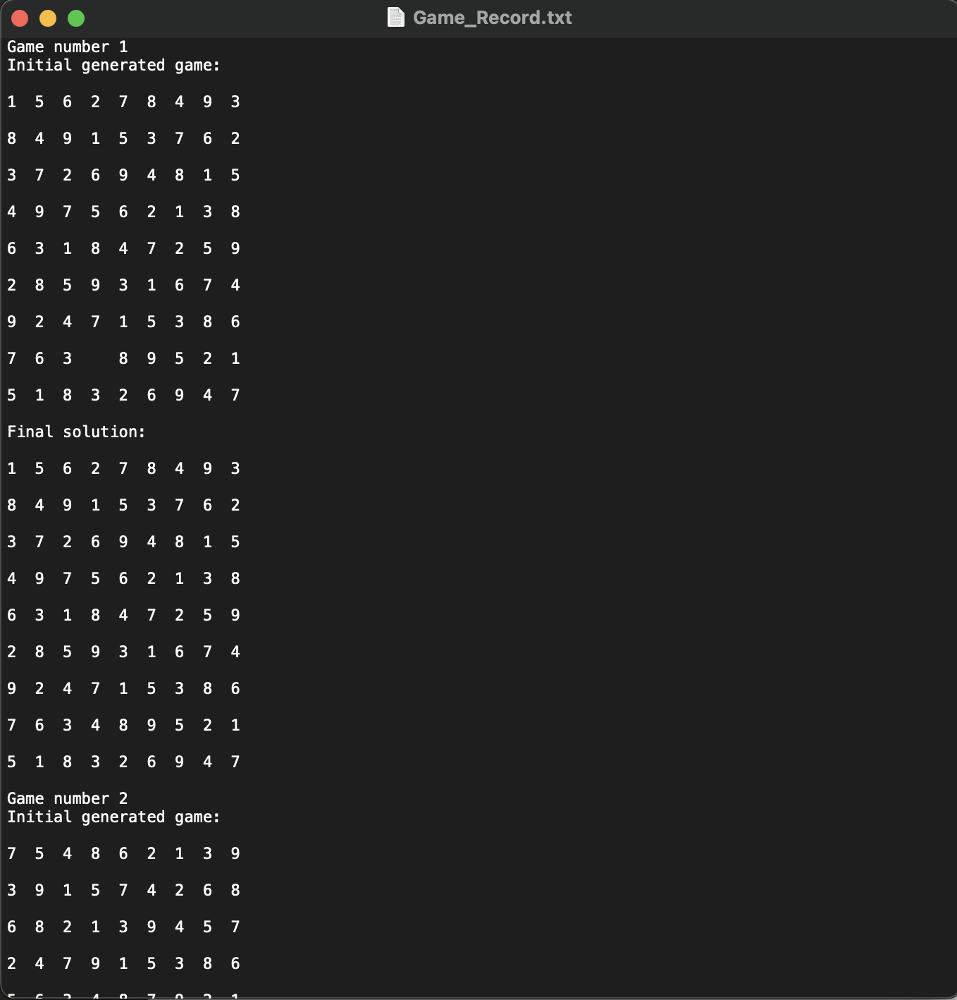 Game_Record.txt
Game number 1
Initial generated game:
1  5  6  2  7  8  4  9  3
8  4  9  1  5  3  7  6  2
3  7  2  6  9  4  8  1  5
4  9  7  5  6  2  1  3  8
6  3  1  8  4  7  2  5  9
2  8  5  9  3  1  6  7  4
9  2  4  7  1  5  3  8  6
7  6  3     8  9  5  2  1
5  1  8  3  2  6  9  4  7
Final solution:
1  5  6  2  7  8  4  9  3
8  4  9  1  5  3  7  6  2
3  7  2  6  9  4  8  1  5
4  9  7  5  6  2  1  3  8
6  3  1  8  4  7  2  5  9
2  8  5  9  3  1  6  7  4
9  2  4  7  1  5  3  8  6
7  6  3  4  8  9  5  2  1
5  1  8  3  2  6  9  4  7
Game number 2
Initial generated game:
7  5  4  8  6  2  1  3  9
3  9  1  5  7  4  2  6  8
6  8  2  1  3  9  4  5  7
2  4  7  9  1  5  3  8  6